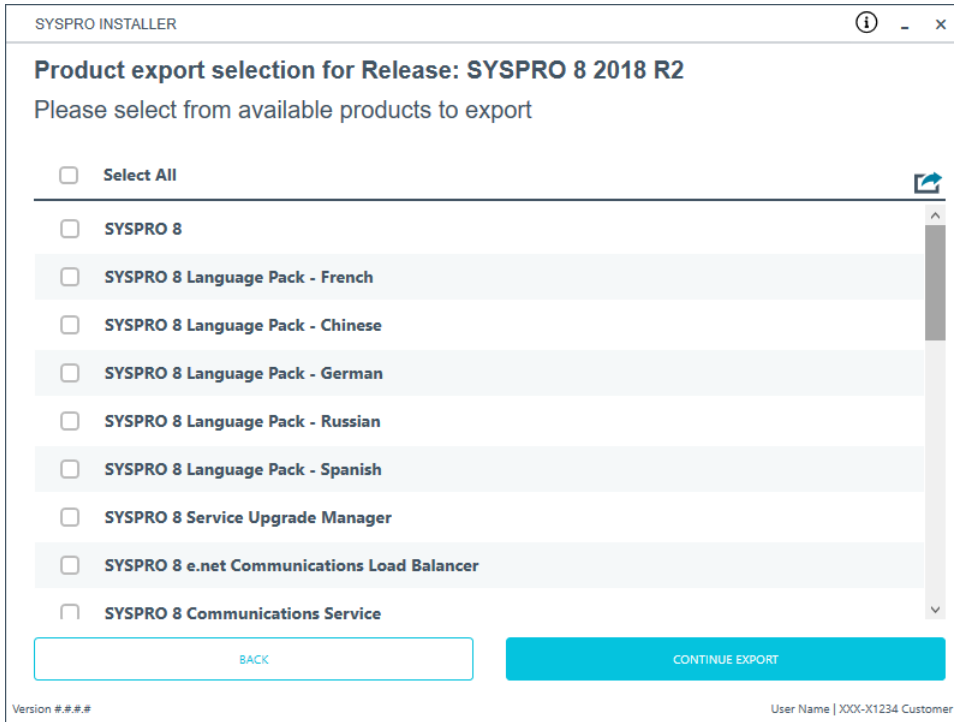 SYSPRO INSTALLER
Product export selection for Release: SYSPRO 8 2018 R2
Please select from available products to export
Select All
SYSPRO 8
SYSPRO 8 Language Pack - French
SYSPRO 8 Language Pack - Chinese
SYSPRO 8 Language Pack - German
SYSPRO 8 Language Pack - Russian
SYSPRO 8 Language Pack - Spanish
SYSPRO 8 Service Upgrade Manager
SYSPRO 8 e.net Communications Load Balancer
SYSPRO 8 Communications Service
BACK
CONTINUE EXPORT
Version #.#.#.#
User Name | XXX-X1234 Customer